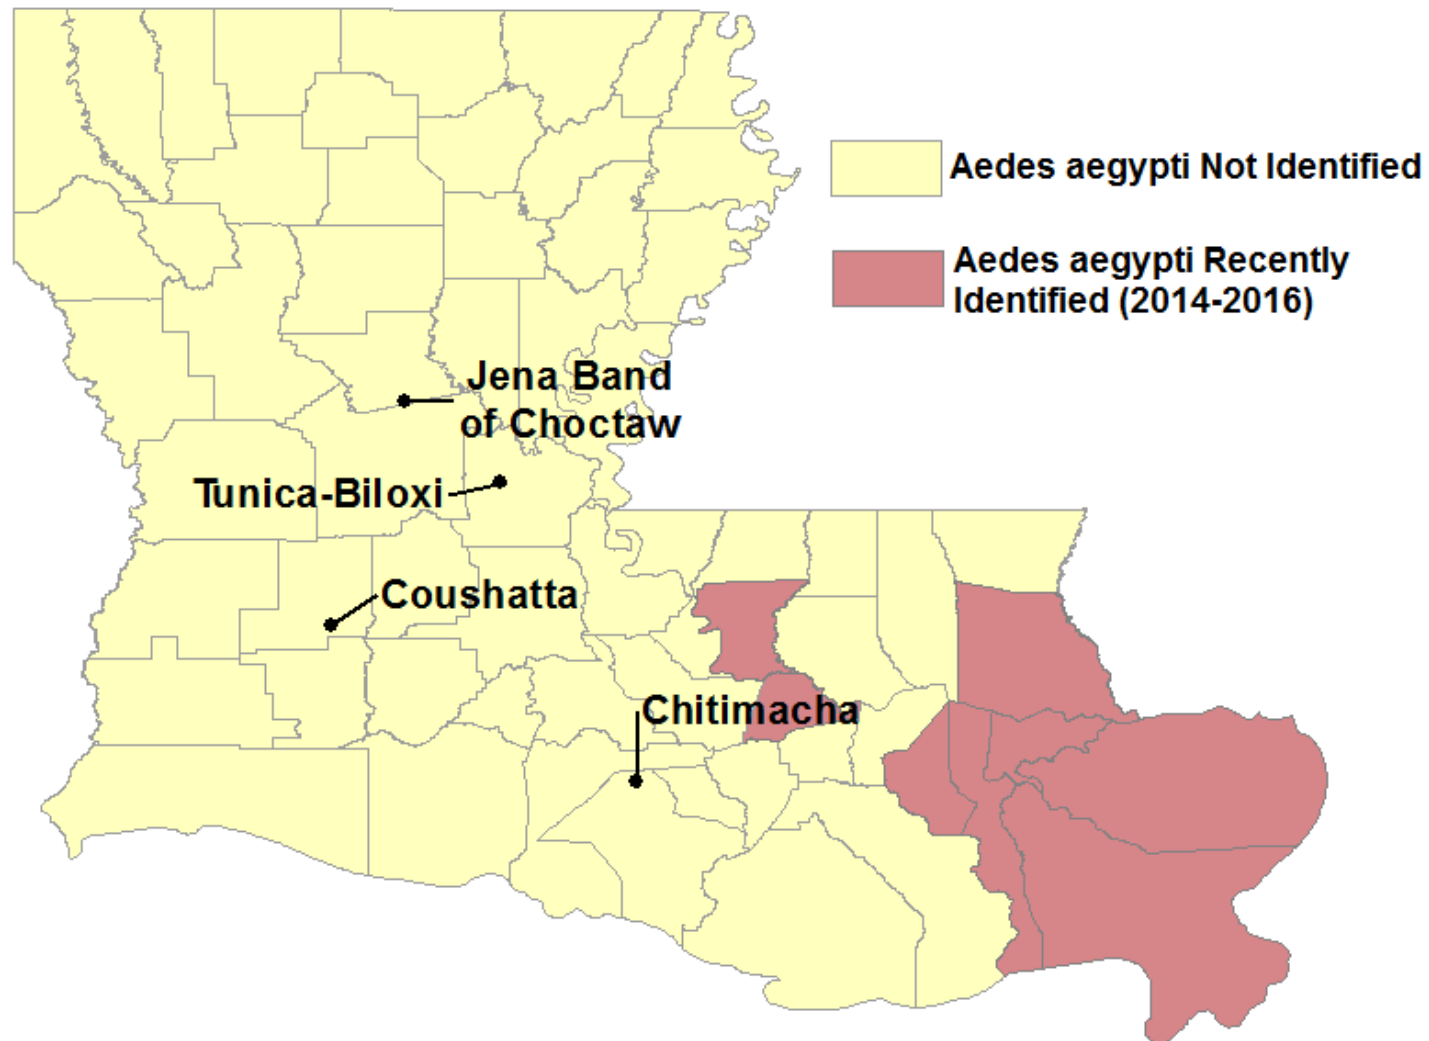 Aedes aegypti Not Identified
Aedes aegypti Recently
Identified (2014-2016)
Jena Band
of Choctaw
Tunica-Biloxi
Coushatta
Chitimacha